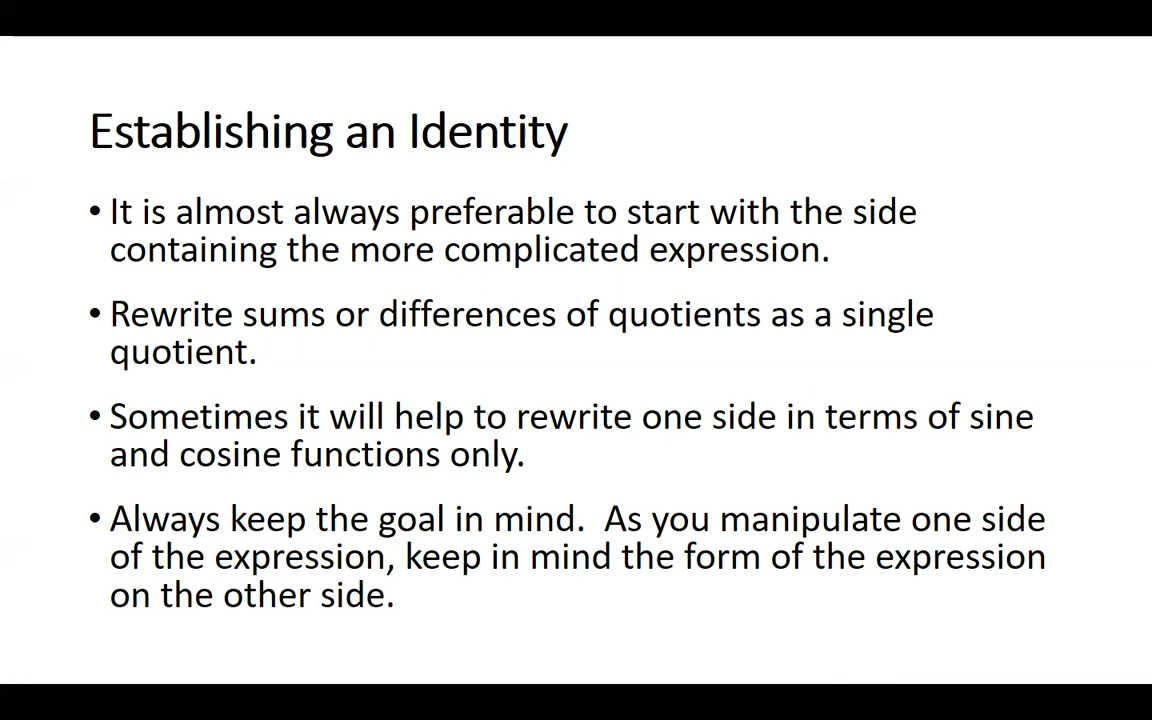 Establishing an Identity
• It is almost always preferable to start with the side
containing the more complicated expression.
• Rewrite sums or differences of quotients as a single
quotient.
• Sometimes it will help to rewrite one side in terms of sine
and cosine functions only.
• Always keep the goal in mind.  As you manipulate one side
of the expression, keep in mind the form of the expression
on the other side.